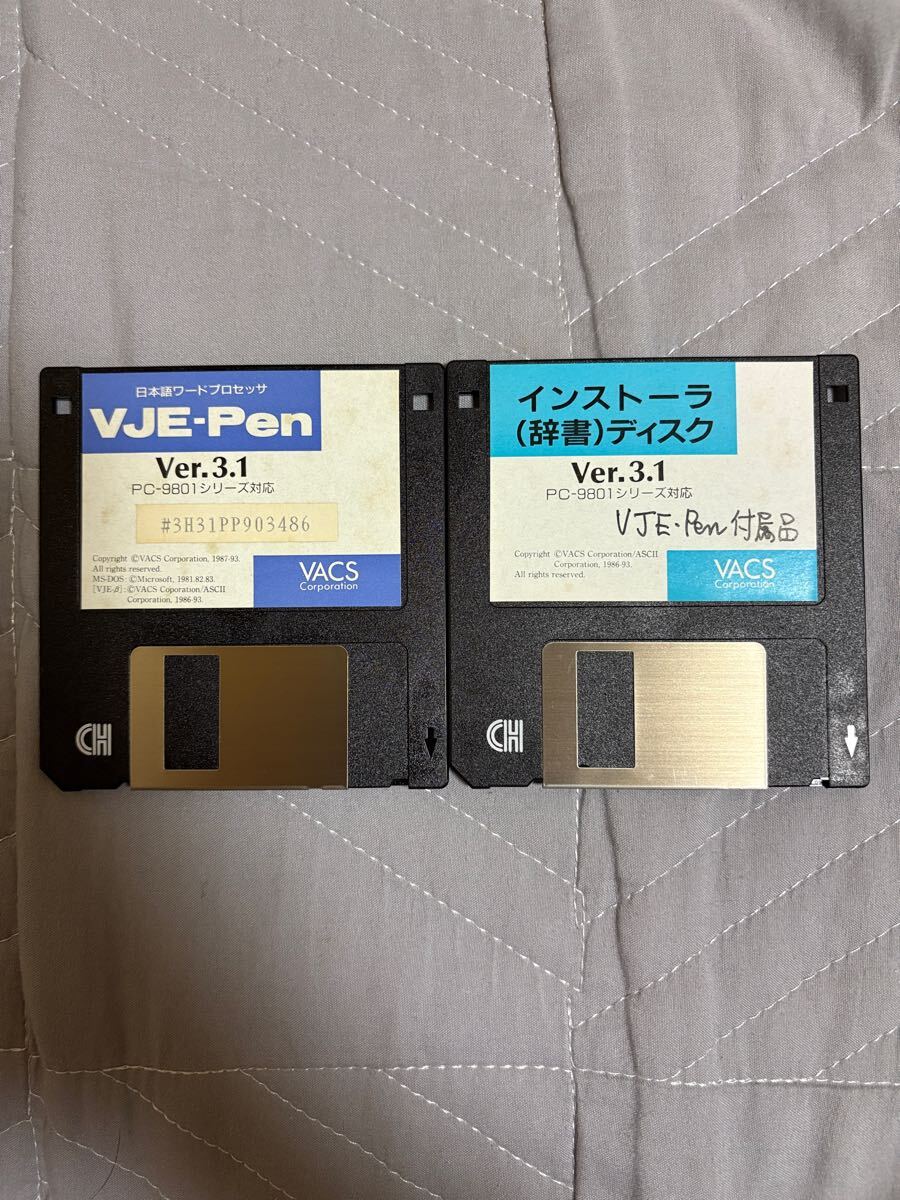 日本語ワードプロセッサ
VJE-Pen
Ver.3.1
PC-9801シリーズ対応
#3H31PP903486
Copyright ©VACS Corporation, 1987-93.
All rights reserved.
MS-DOS : ©Microsoft, 1981.82.83.
[VJE-β] : ©VACS Coporation/ASCII
Corporation, 1986-93.
VACS
Corporation
CH
インストーラ
(辞書)ディスク
Ver.3.1
PC-9801シリーズ対応
VJE-Pen 付属品
Copyright ©VACS Corporation/ASCII
Corporation, 1986-93.
All rights reserved.
VACS
Corporation
CH